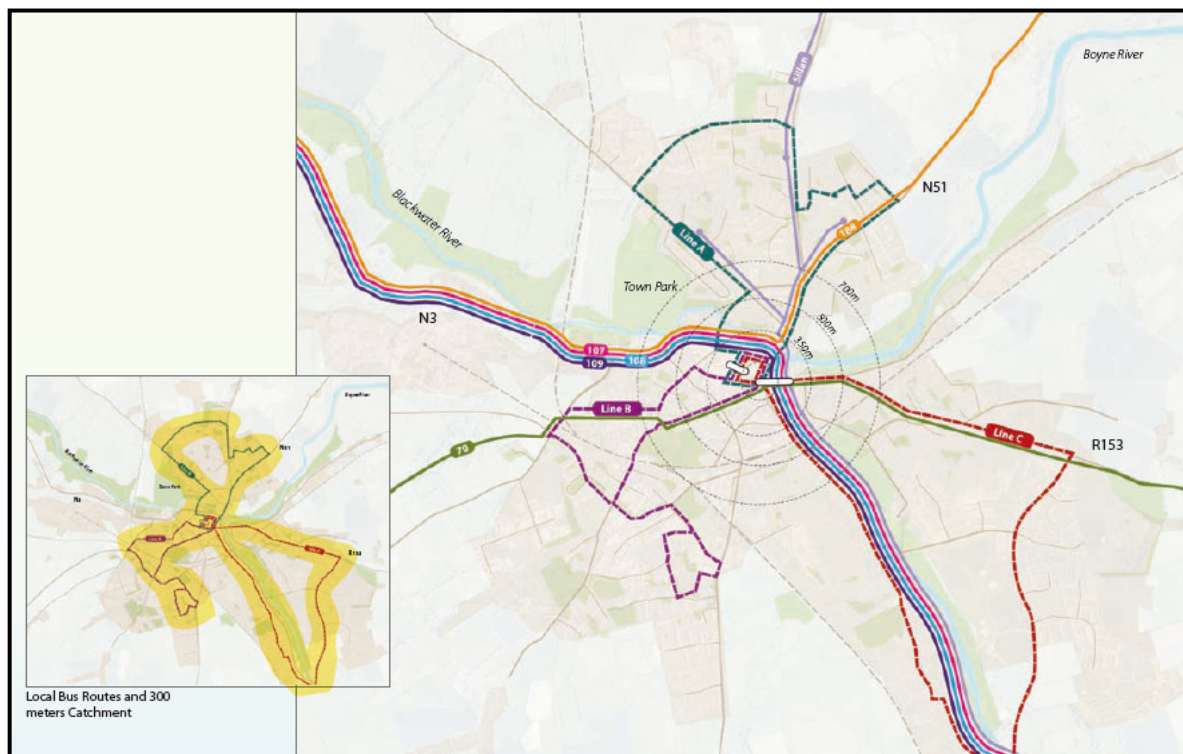 Boyne River
Sillan
N51
Blackwater River
188
Line A
Town Park
700m
500m
350m
N3
107
108
109
Line B
Line C
R153
70
Local Bus Routes and 300
meters Catchment